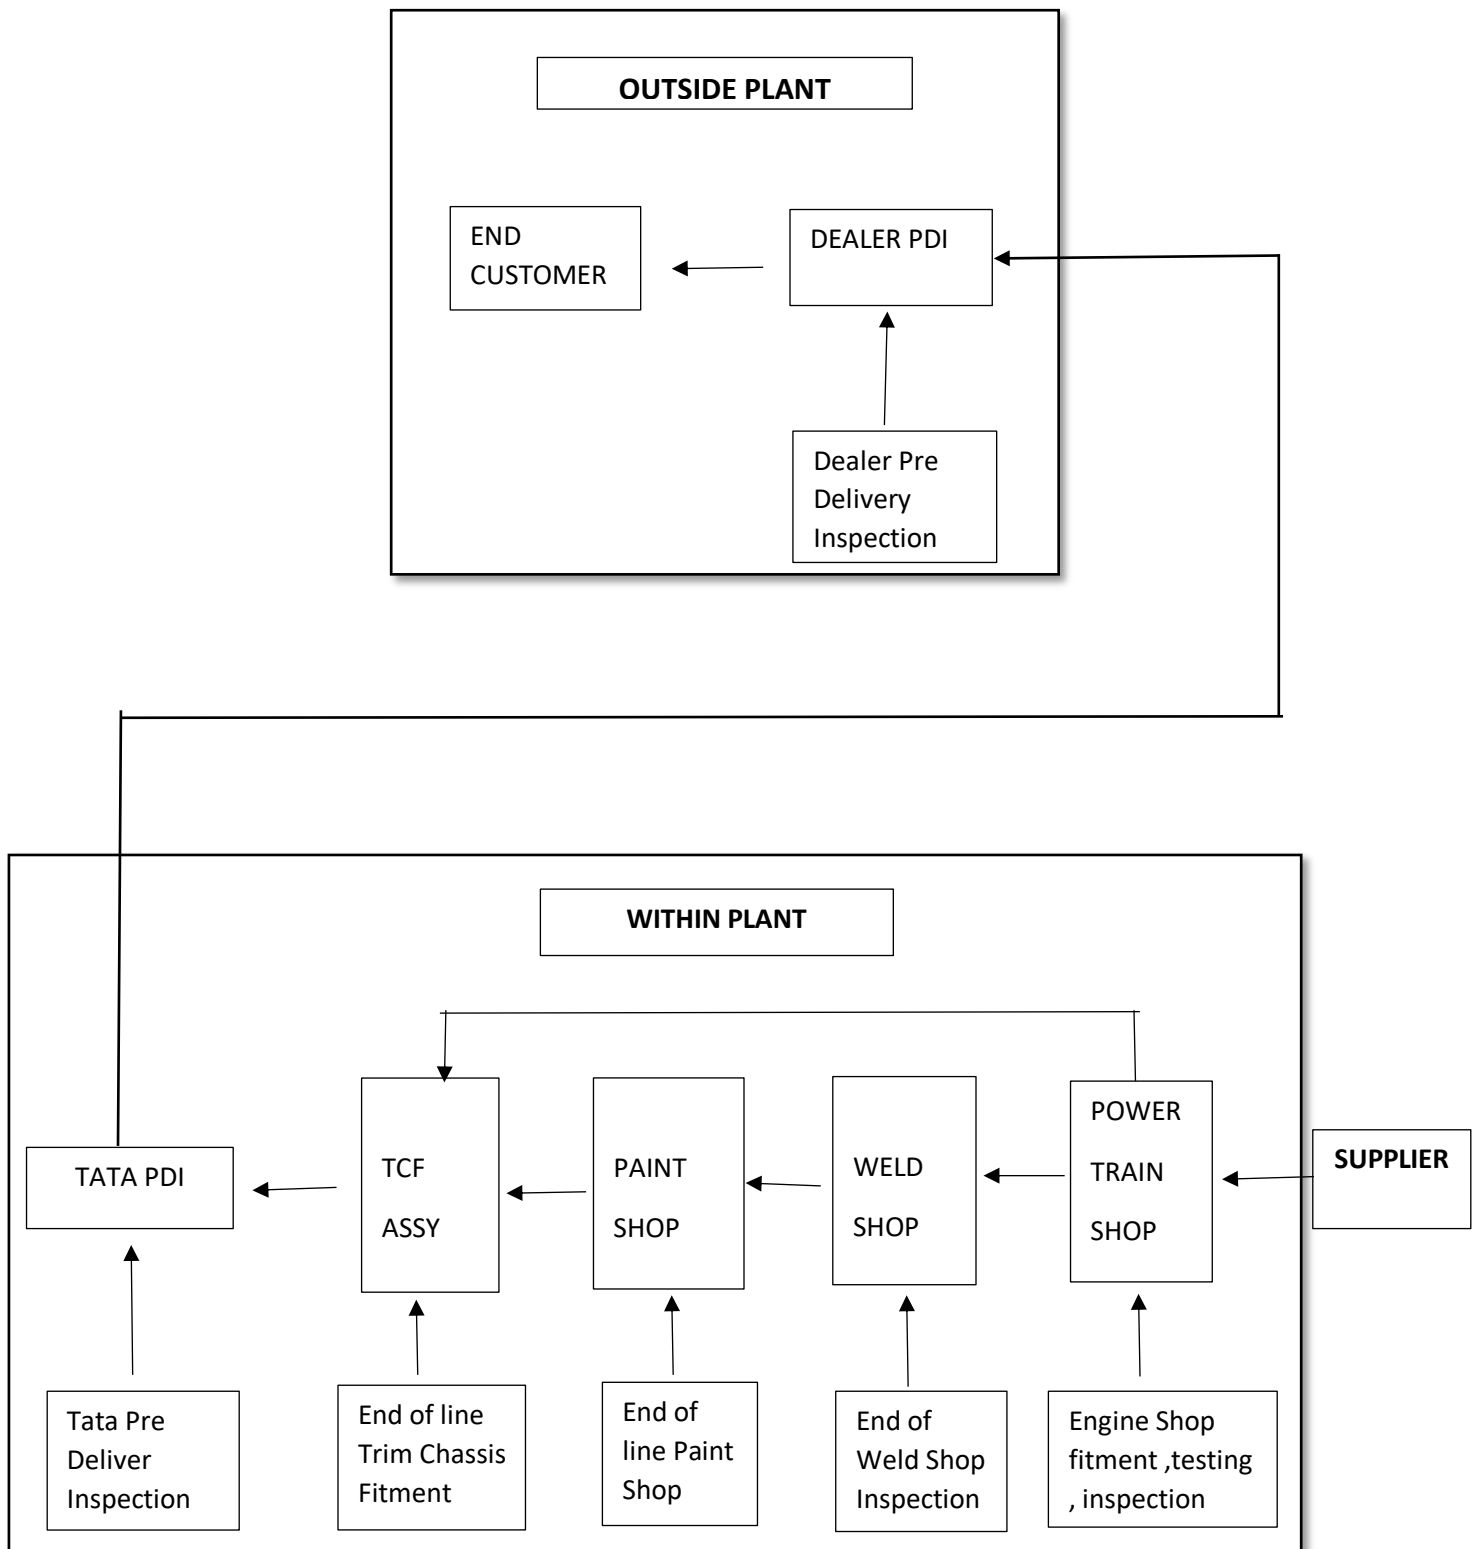 OUTSIDE PLANT
END
CUSTOMER
DEALER PDI
Dealer Pre
Delivery
Inspection
WITHIN PLANT
TATA PDI
TCF
ASSY
PAINT
SHOP
WELD
SHOP
POWER
TRAIN
SHOP
SUPPLIER
Tata Pre
Deliver
Inspection
End of line
Trim Chassis
Fitment
End of
line Paint
Shop
End of
Weld Shop
Inspection
Engine Shop
fitment ,testing
, inspection